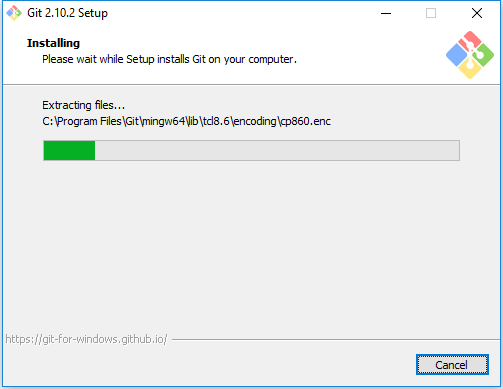 Git 2.10.2 Setup
Installing
Please wait while Setup installs Git on your computer.
Extracting files...
C:\Program Files\Git\mingw64\lib\tcl8.6\encoding\cp860.enc
https://git-for-windows.github.io/
Cancel